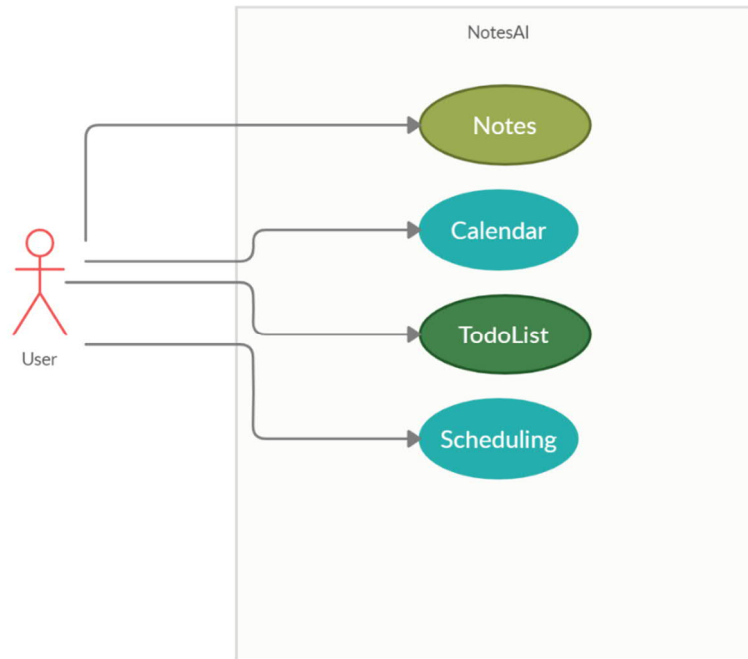 NotesAI
Notes
Calendar
TodoList
User
Scheduling